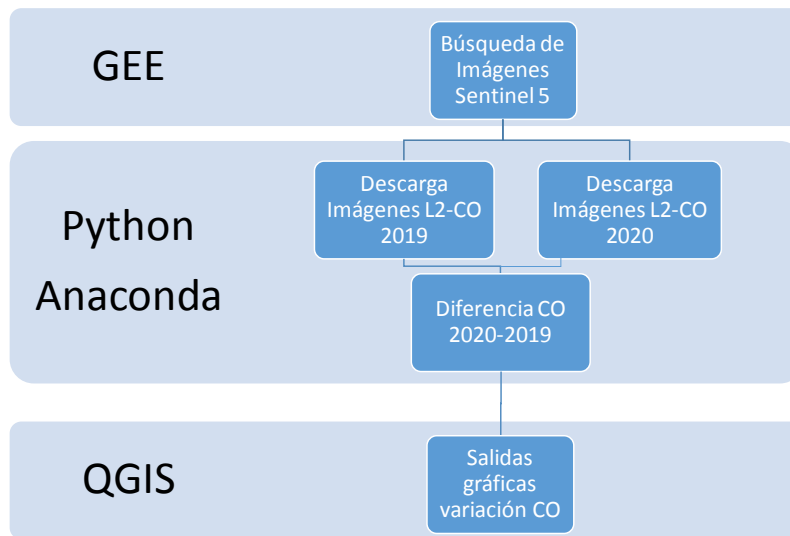 GEE
Búsqueda de
Imágenes
Sentinel 5
Python
Anaconda
Descarga
Imágenes L2-CO
2019
Descarga
Imágenes L2-CO
2020
Diferencia CO
2020-2019
QGIS
Salidas
gráficas
variación CO